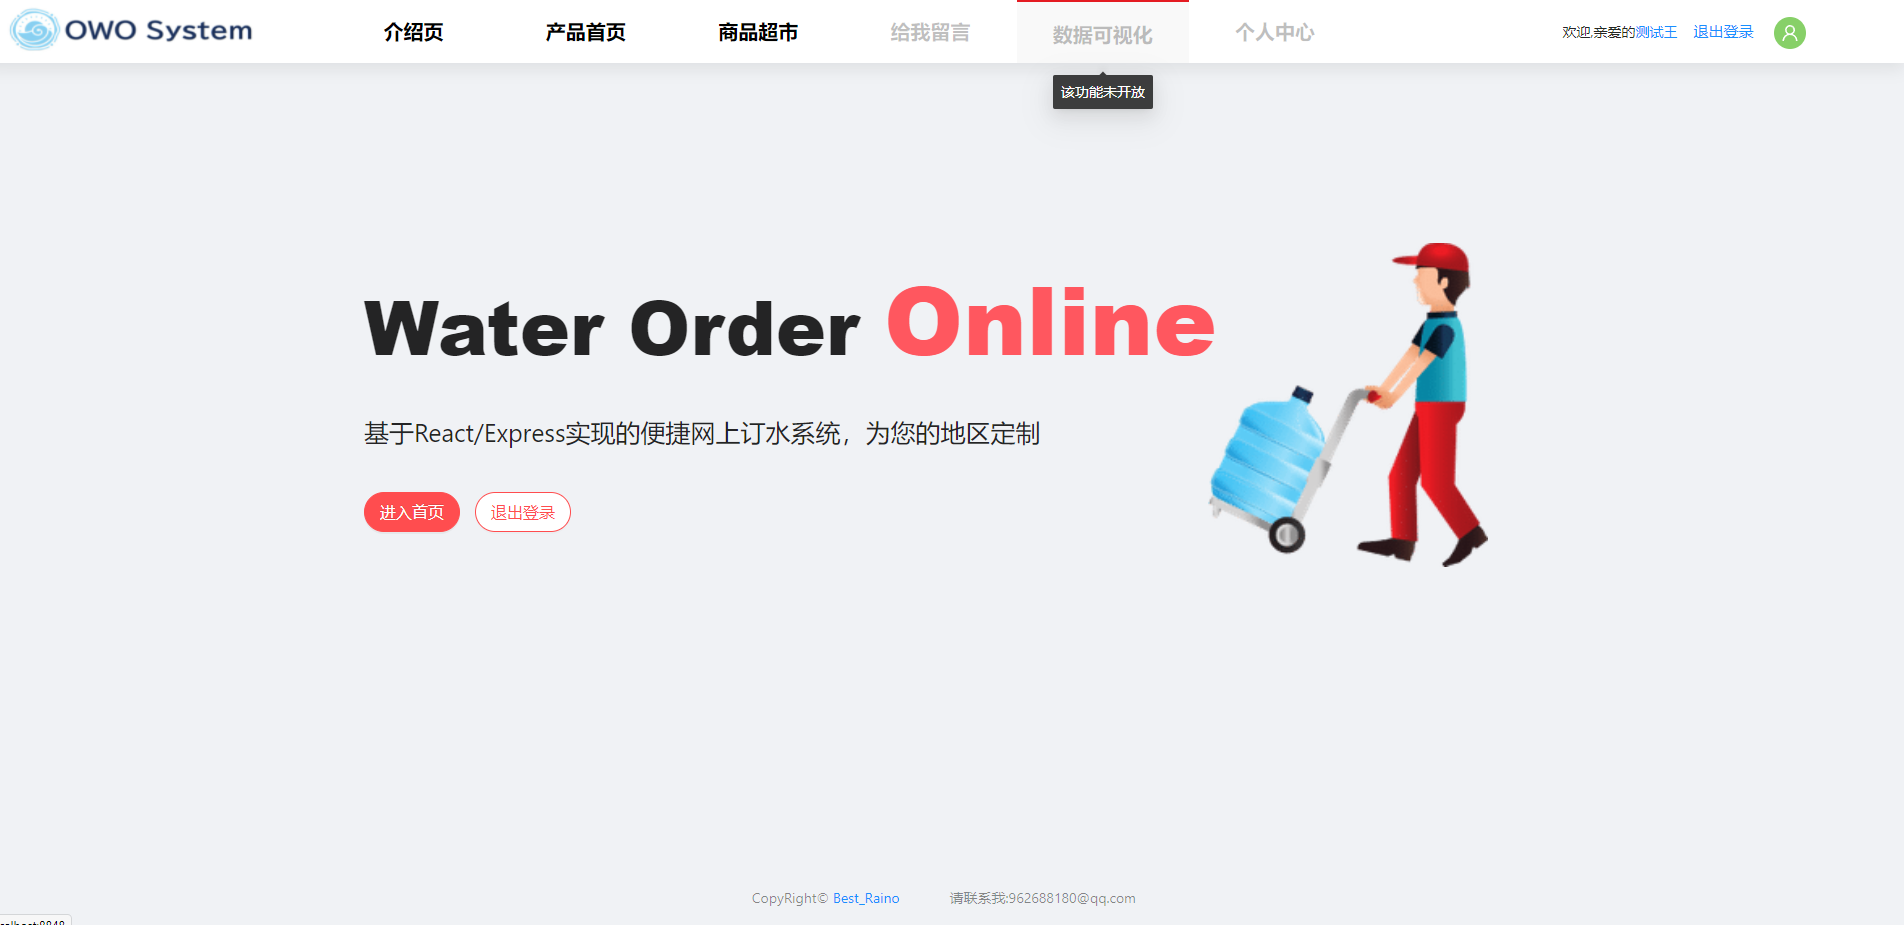 OWO System
介绍页
产品首页
商品超市
给我留言
数据可视化
个人中心
欢迎,亲爱的测试王
退出登录
该功能未开放
Water Order Online
基于React/Express实现的便捷网上订水系统，为您的地区定制
进入首页
退出登录
CopyRight© Best_Raino
请联系我:962688180@qq.com